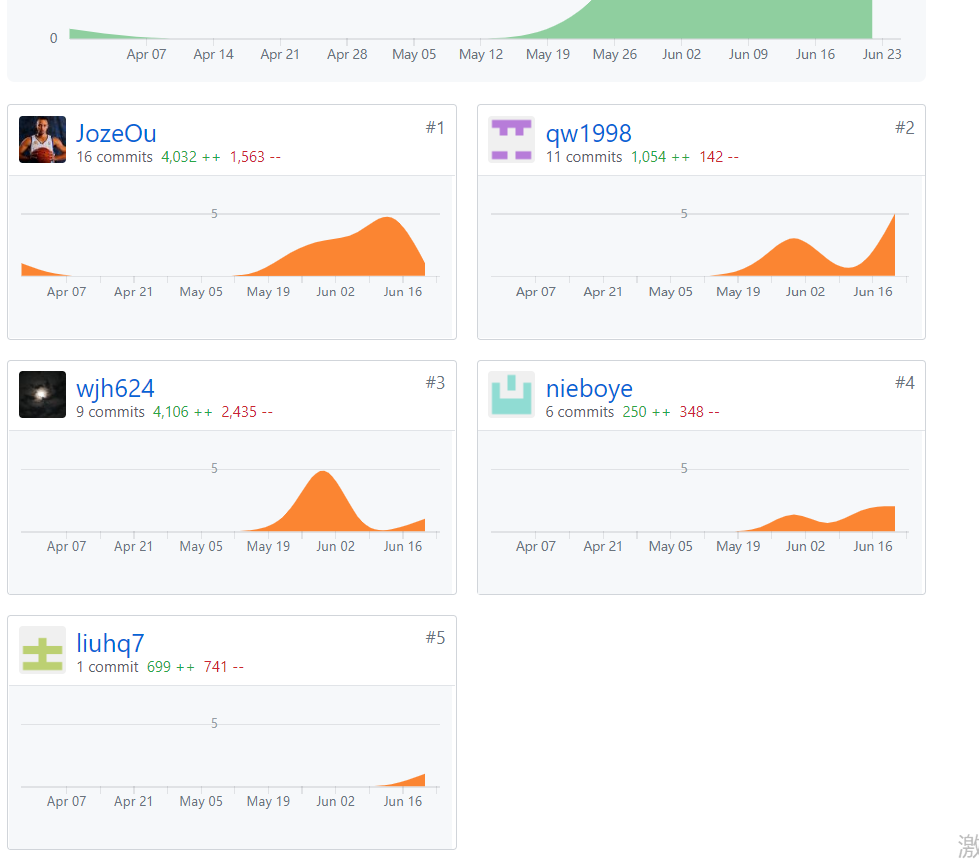 0
Apr 07 Apr 14 Apr 21 Apr 28 May 05 May 12 May 19 May 26 Jun 02 Jun 09 Jun 16 Jun 23
JozeOu #1
16 commits 4,032 ++ 1,563 --
5
Apr 07 Apr 21 May 05 May 19 Jun 02 Jun 16
qw1998 #2
11 commits 1,054 ++ 142 --
5
Apr 07 Apr 21 May 05 May 19 Jun 02 Jun 16
wjh624 #3
9 commits 4,106 ++ 2,435 --
5
Apr 07 Apr 21 May 05 May 19 Jun 02 Jun 16
nieboye #4
6 commits 250 ++ 348 --
5
Apr 07 Apr 21 May 05 May 19 Jun 02 Jun 16
liuhq7 #5
1 commit 699 ++ 741 --
5
Apr 07 Apr 21 May 05 May 19 Jun 02 Jun 16